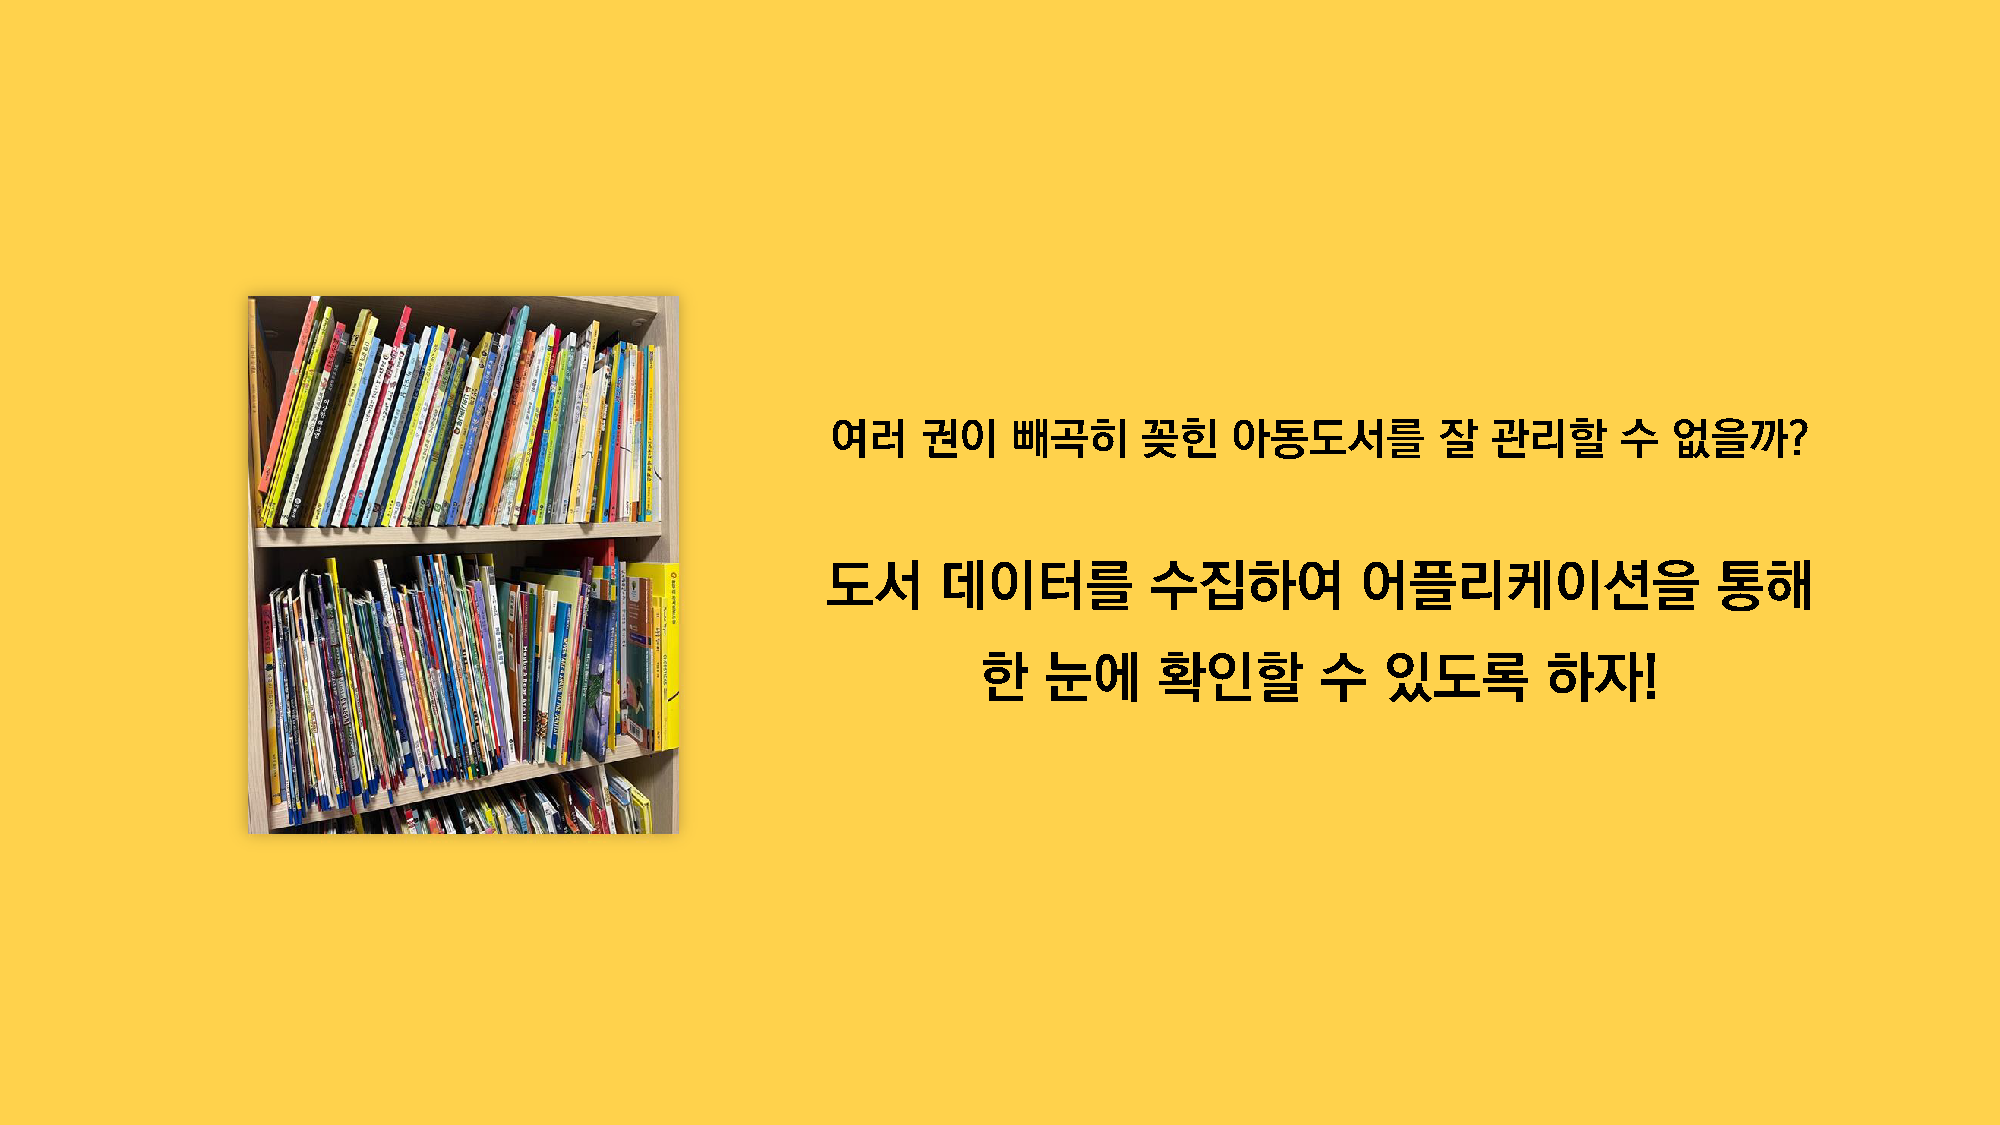 여러 권이 빼곡히 꽂힌 아동도서를 잘 관리할 수 없을까?
도서 데이터를 수집하여 어플리케이션을 통해
한 눈에 확인할 수 있도록 하자!